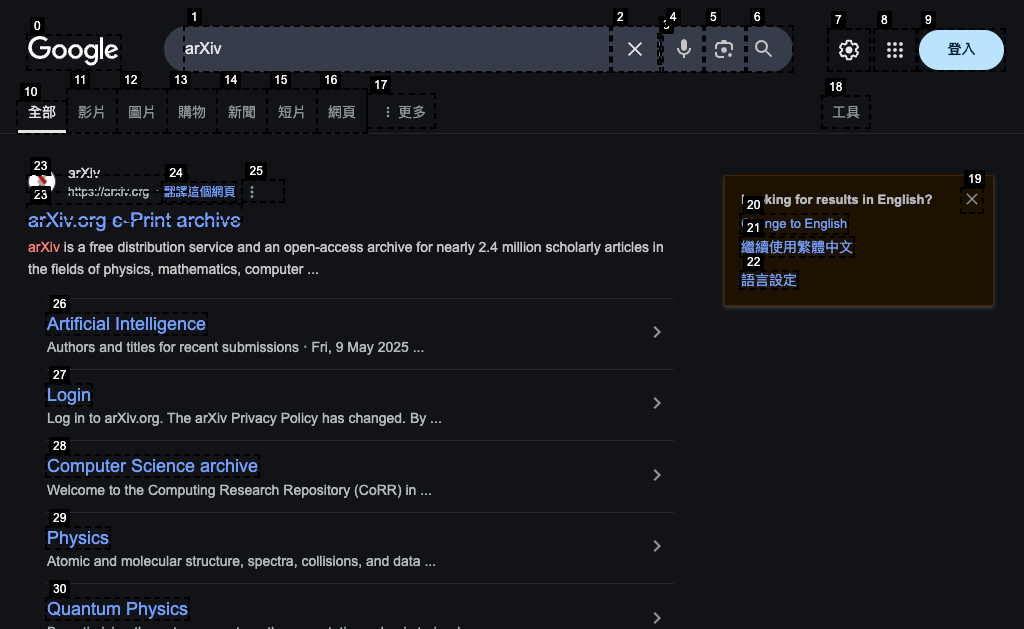 0
1
2
3
4
5
6
7
8
9
Google
arXiv
登入
10
11
12
13
14
15
16
17
18
全部
影片
圖片
購物
新聞
短片
網頁
更多
工具
23
arXiv
24
25
https://arxiv.org · 翻譯這個網頁
23
arXiv.org e-Print archive
arXiv is a free distribution service and an open-access archive for nearly 2.4 million scholarly articles in
the fields of physics, mathematics, computer ...
26
Artificial Intelligence
Authors and titles for recent submissions · Fri, 9 May 2025 ...
27
Login
Log in to arXiv.org. The arXiv Privacy Policy has changed. By ...
28
Computer Science archive
Welcome to the Computing Research Repository (CoRR) in ...
29
Physics
Atomic and molecular structure, spectra, collisions, and data ...
30
Quantum Physics
19
king for results in English?
20
nge to English
21
繼續使用繁體中文
22
語言設定